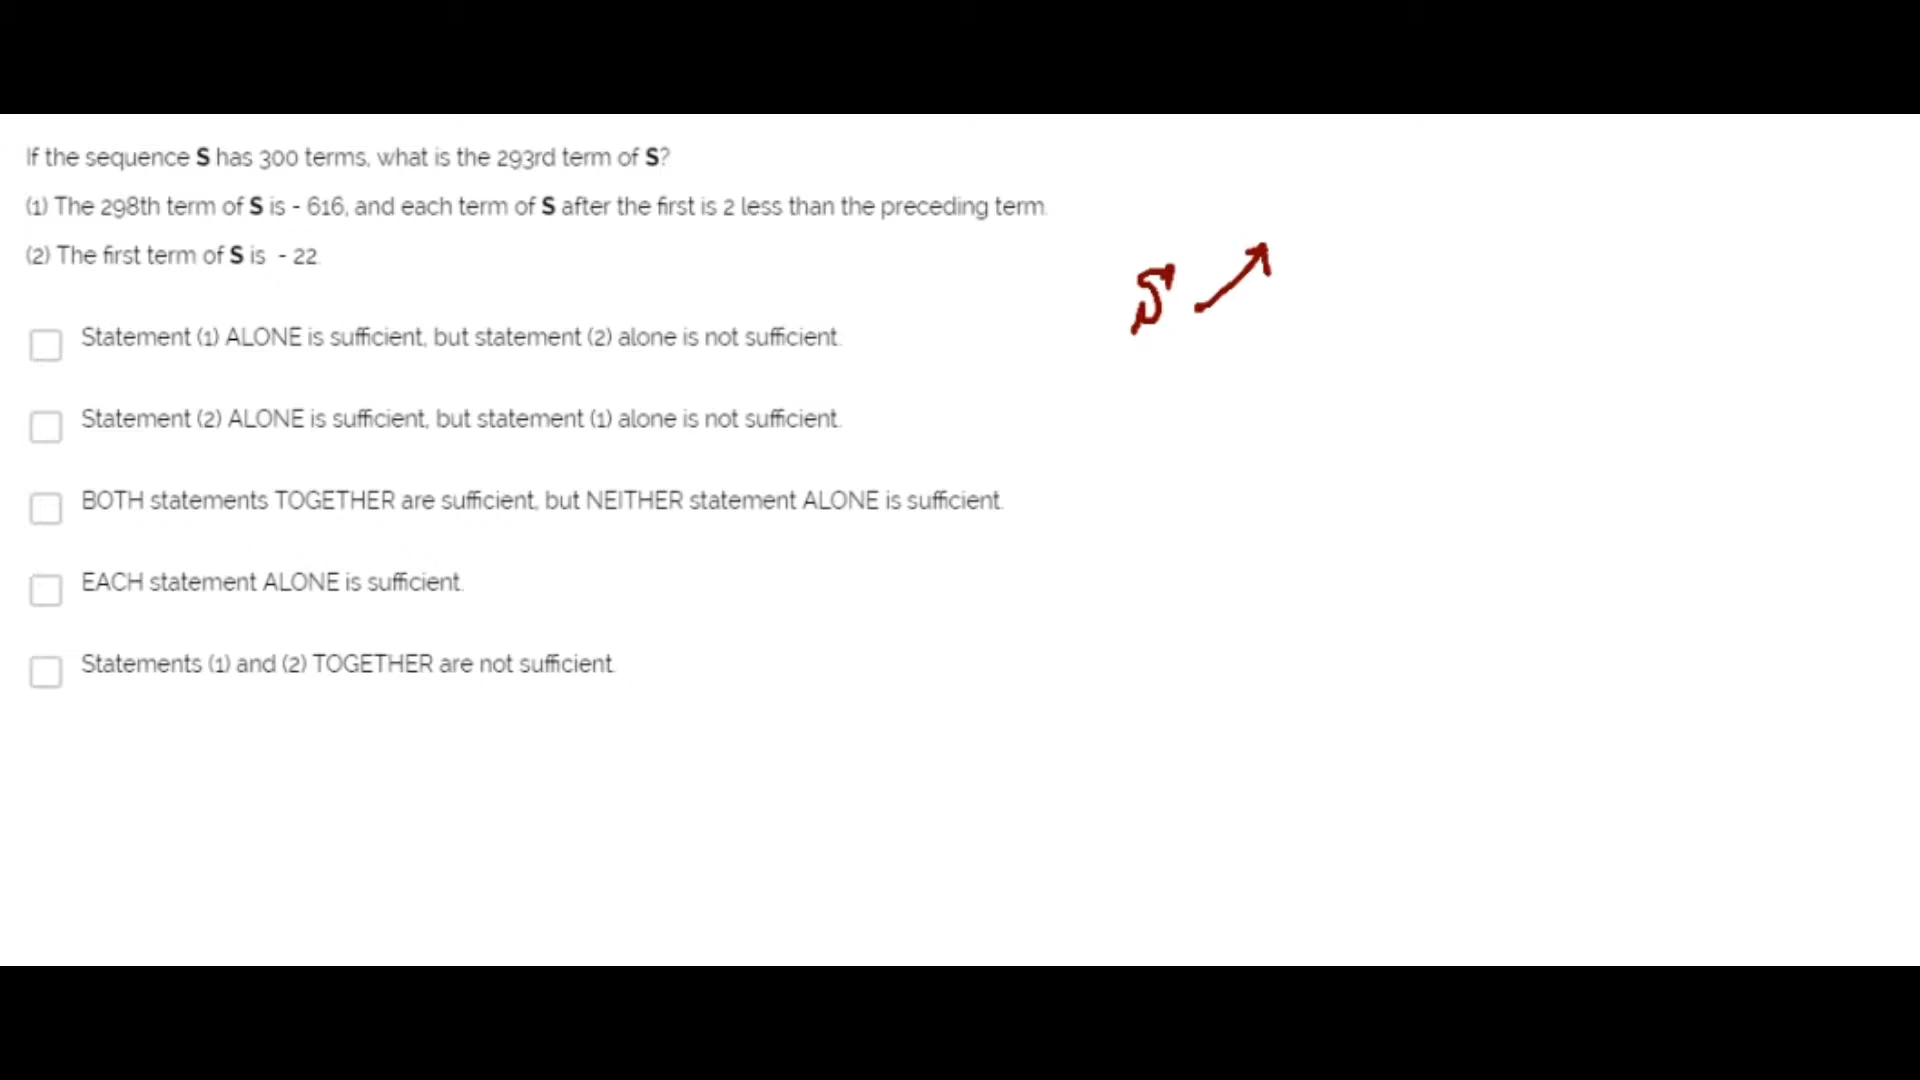 If the sequence S has 300 terms, what is the 293rd term of S?
(1) The 298th term of S is - 616, and each term of S after the first is 2 less than the preceding term.
(2) The first term of S is - 22.
S
Statement (1) ALONE is sufficient, but statement (2) alone is not sufficient.
Statement (2) ALONE is sufficient, but statement (1) alone is not sufficient.
BOTH statements TOGETHER are sufficient, but NEITHER statement ALONE is sufficient.
EACH statement ALONE is sufficient.
Statements (1) and (2) TOGETHER are not sufficient.